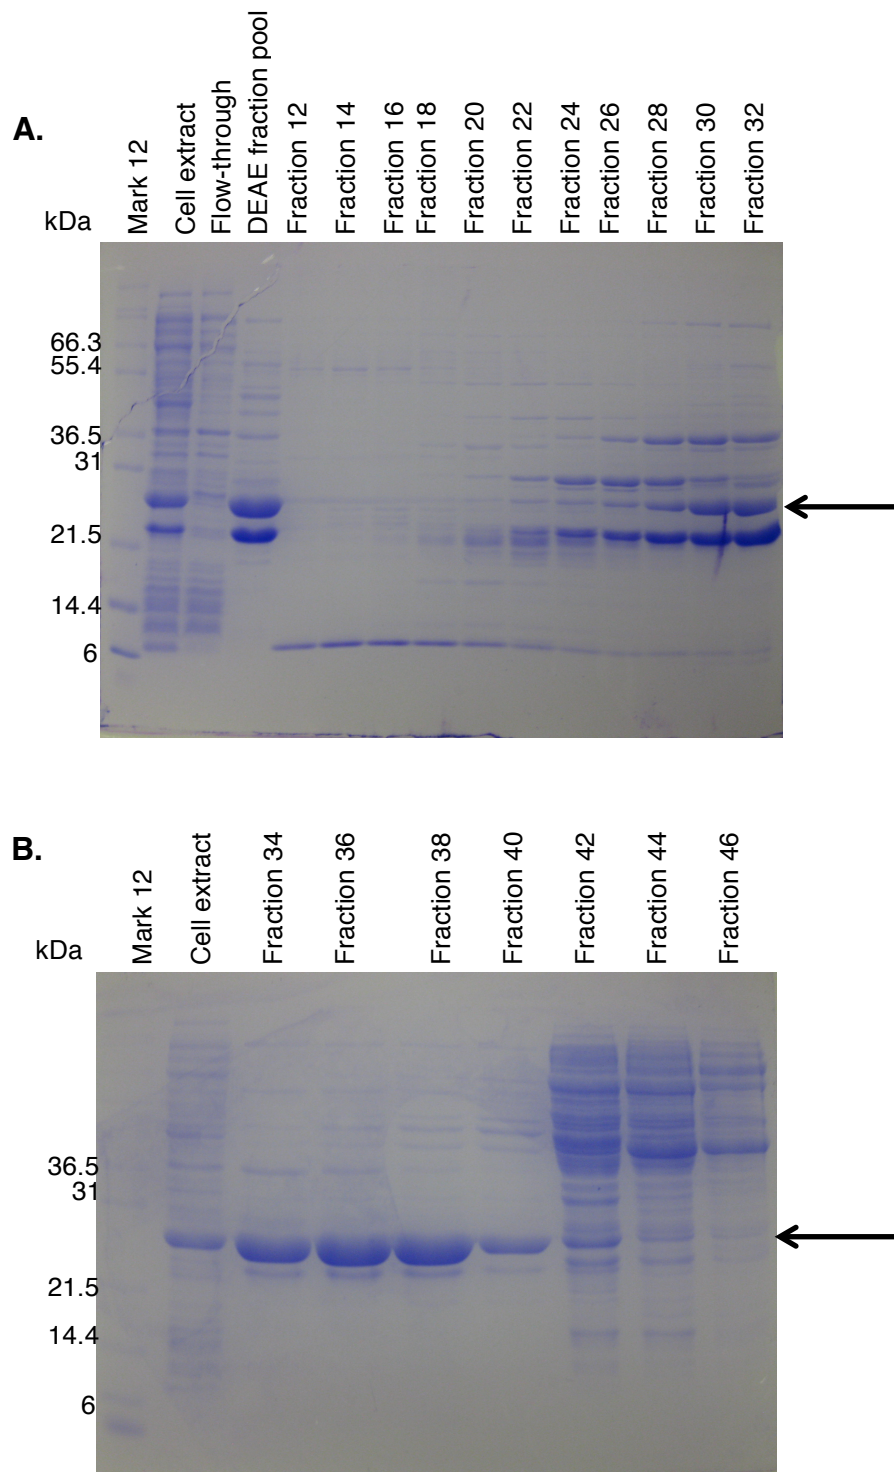 A.
kDa
Mark 12
Cell extract
Flow-through
DEAE fraction pool
Fraction 12
Fraction 14
Fraction 16
Fraction 18
Fraction 20
Fraction 22
Fraction 24
Fraction 26
Fraction 28
Fraction 30
Fraction 32
66.3
55.4
36.5
31
21.5
14.4
6
B.
kDa
Mark 12
Cell extract
Fraction 34
Fraction 36
Fraction 38
Fraction 40
Fraction 42
Fraction 44
Fraction 46
36.5
31
21.5
14.4
6